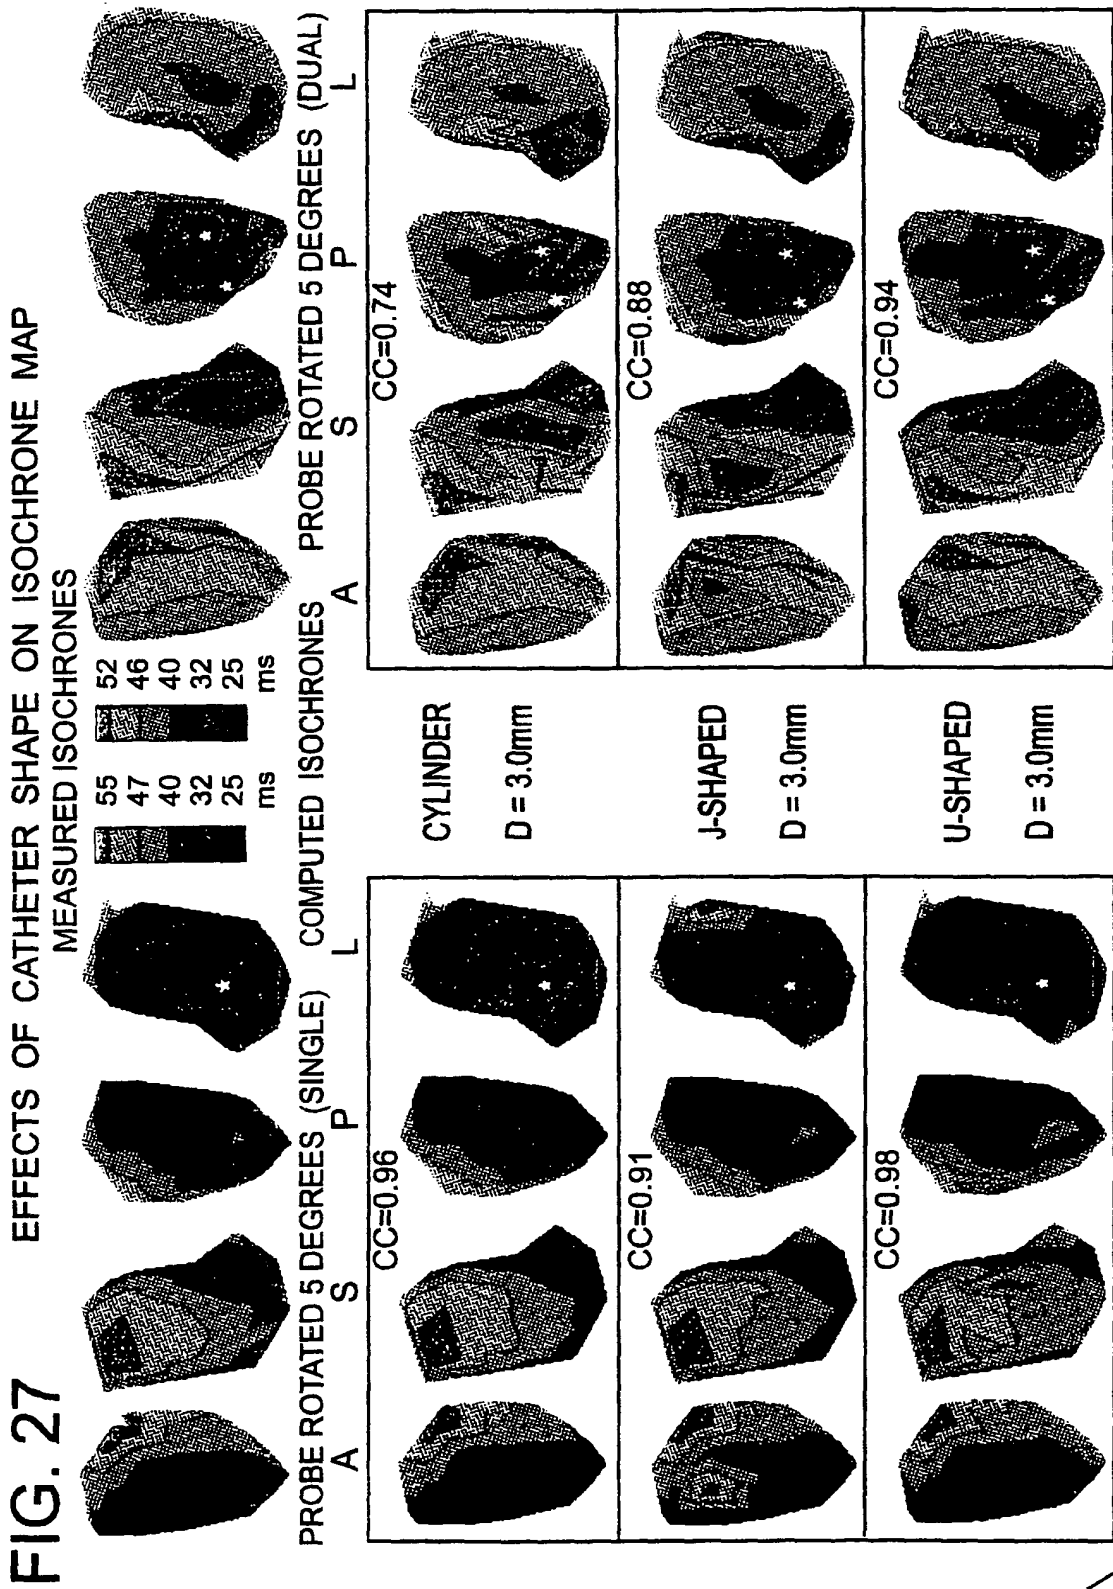 FIG. 27
EFFECTS OF CATHETER SHAPE ON ISOCHRONE MAP
MEASURED ISOCHRONES
55
47
40
32
25
ms
52
46
40
32
25
ms
PROBE ROTATED 5 DEGREES (SINGLE)
COMPUTED ISOCHRONES
PROBE ROTATED 5 DEGREES (DUAL)
A S P L
A S P L
CC=0.96
CYLINDER
D = 3.0mm
CC=0.74
CC=0.91
J-SHAPED
D = 3.0mm
CC=0.88
CC=0.98
U-SHAPED
D = 3.0mm
CC=0.94